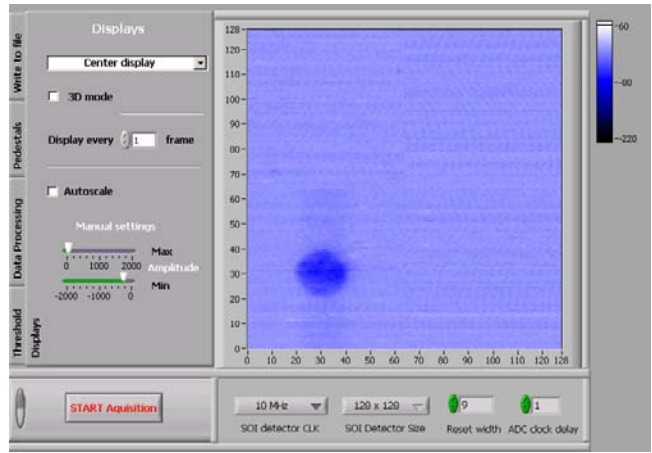 Displays
Center display
3D mode
Display every 1 frame
Autoscale
Manual settings
Max
0 1000 2000 Amplitude
Min
-2000 -1000 0
Write to file
Pedestals
Data Processing
Threshold
Displays
128
120
110
100
90
80
70
60
50
40
30
20
10
0
0 10 20 30 40 50 60 70 80 90 100 110 120 128
-60
-80
-220
START Aquisition
10 MHz 128 x 128 9 1
SOI detector CLK SOI Detector Size Reset width ADC clock delay